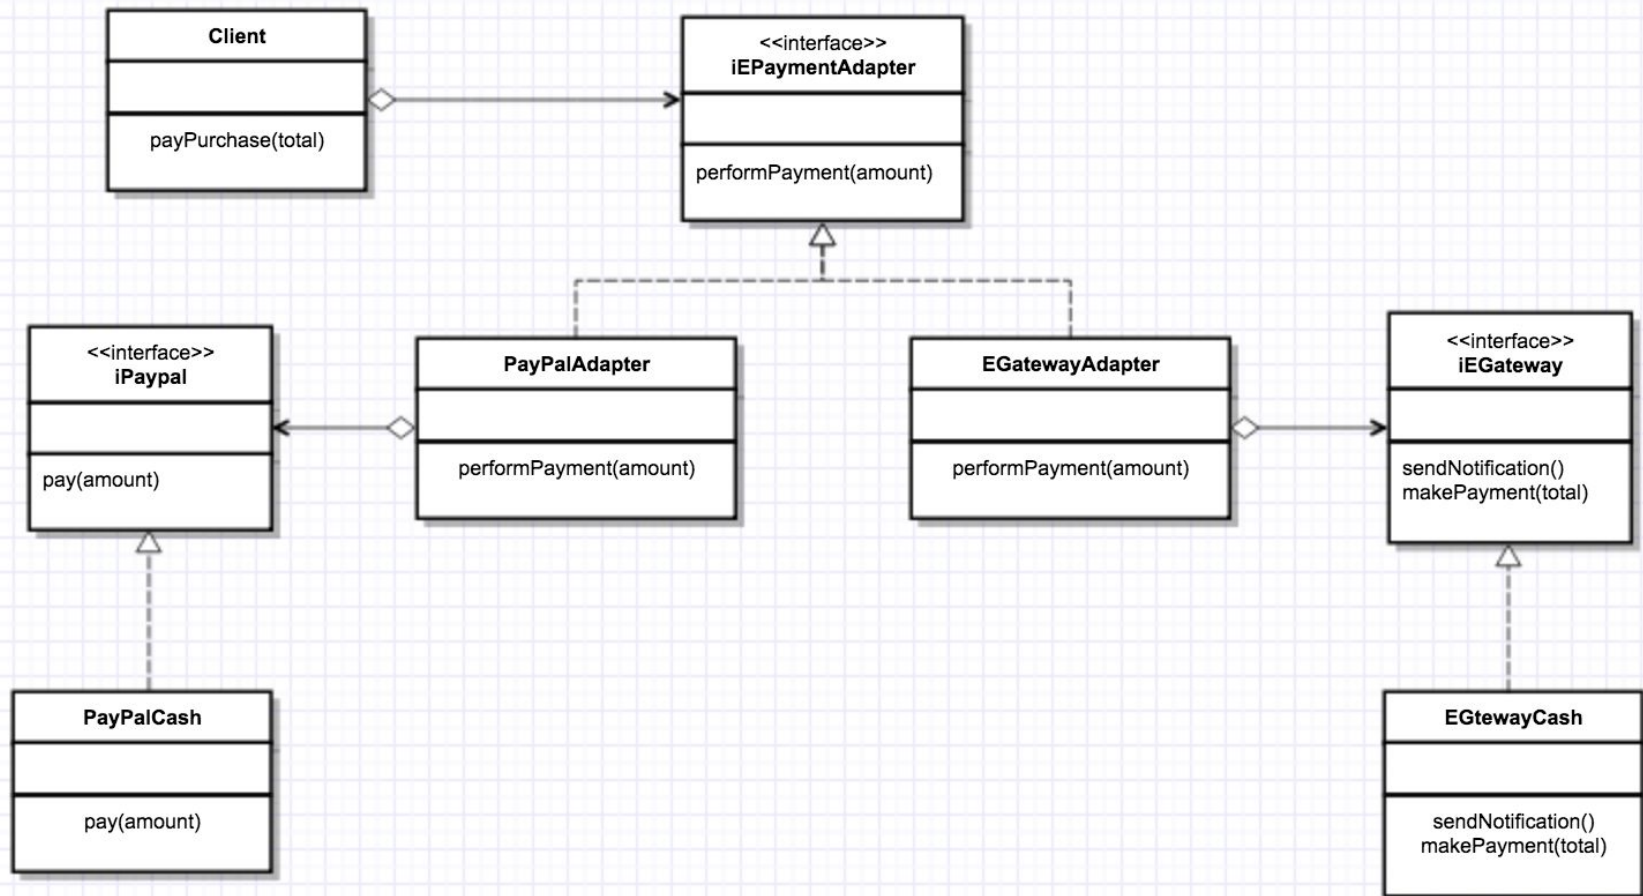 Client
payPurchase(total)
<<interface>>
iEPaymentAdapter
performPayment(amount)
<<interface>>
iPaypal
pay(amount)
PayPalAdapter
performPayment(amount)
EGatewayAdapter
performPayment(amount)
<<interface>>
iEGateway
sendNotification()
makePayment(total)
PayPalCash
pay(amount)
EGtewayCash
sendNotification()
makePayment(total)